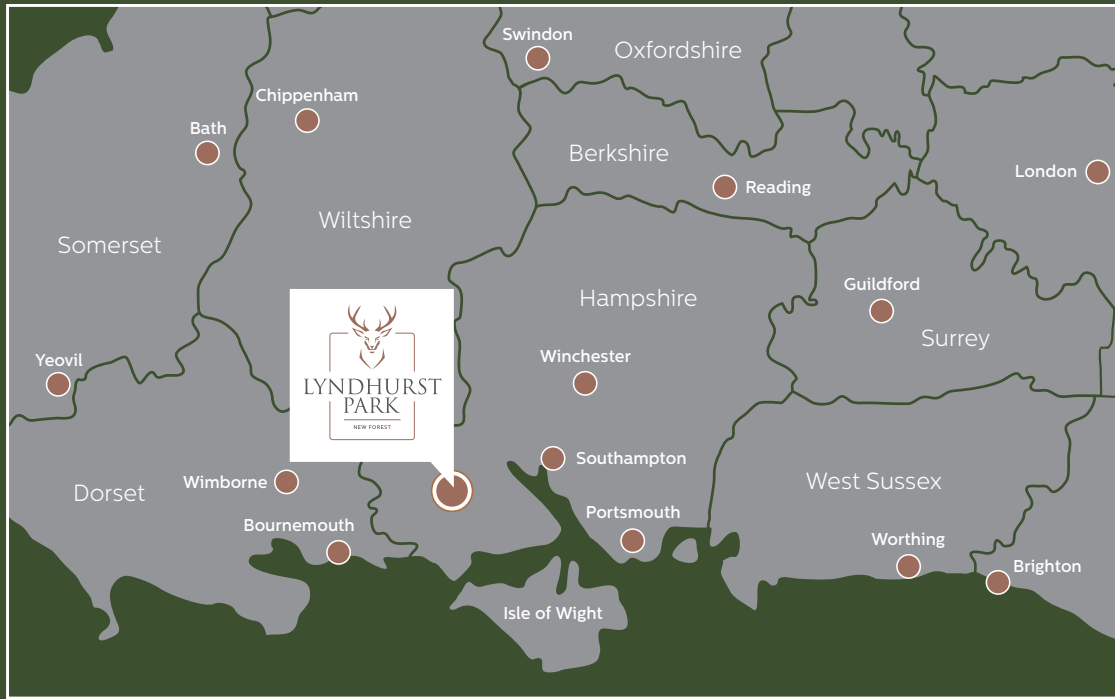 Swindon
Oxfordshire
Chippenham
Bath
Berkshire
London
Reading
Wiltshire
Somerset
Guildford
Hampshire
Surrey
Winchester
Yeovil
LYNDHURST
PARK
NEW FOREST
Southampton
Wimborne
West Sussex
Dorset
Portsmouth
Bournemouth
Worthing
Brighton
Isle of Wight